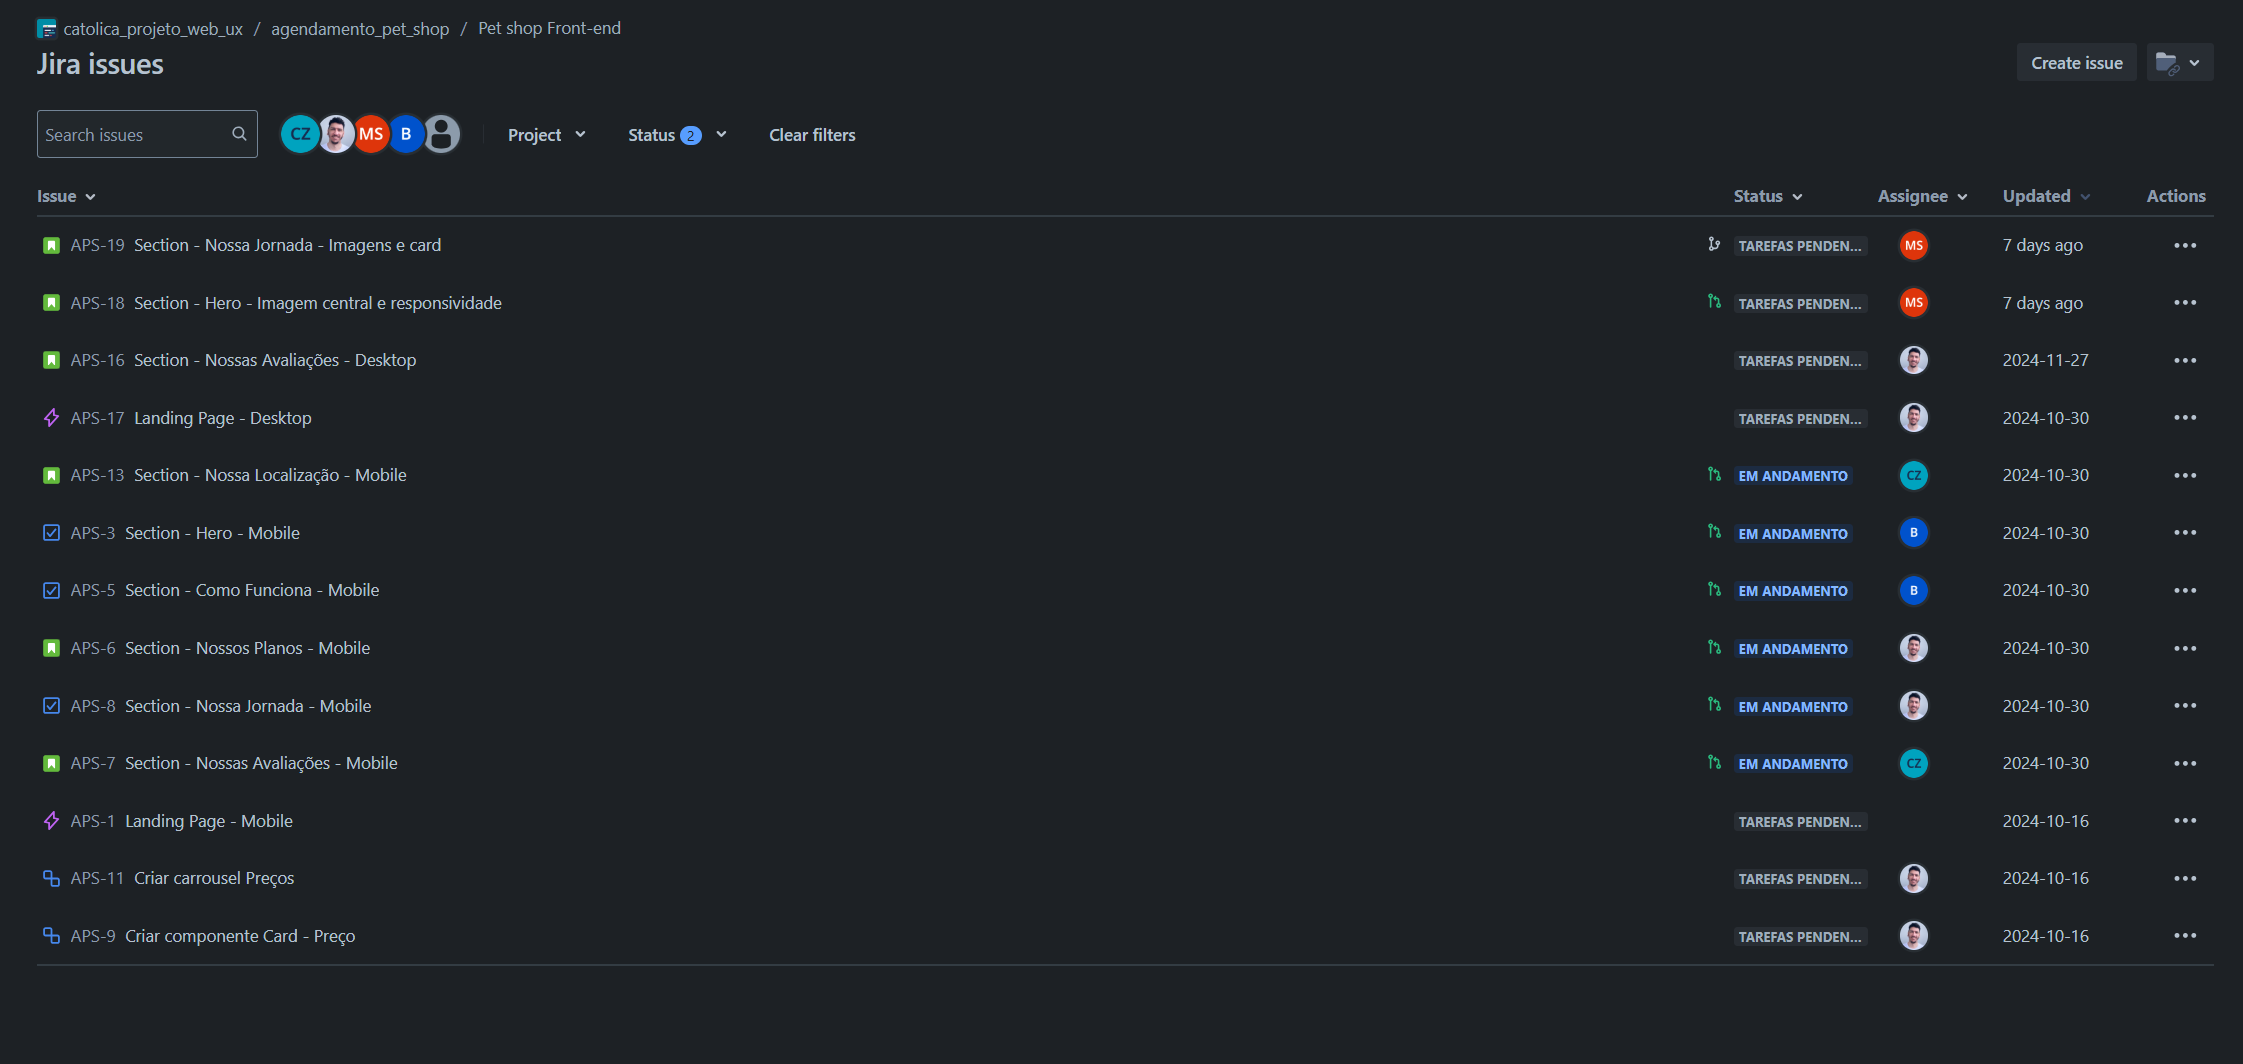 catolica_projeto_web_ux / agendamento_pet_shop / Pet shop Front-end
Jira issues
Create issue
Search issues
CZ MS B
Project
Status 2
Clear filters
Issue Status Assignee Updated Actions
APS-19 Section - Nossa Jornada - Imagens e card TAREFAS PENDEN... MS 7 days ago
APS-18 Section - Hero - Imagem central e responsividade TAREFAS PENDEN... MS 7 days ago
APS-16 Section - Nossas Avaliações - Desktop TAREFAS PENDEN... 2024-11-27
APS-17 Landing Page - Desktop TAREFAS PENDEN... 2024-10-30
APS-13 Section - Nossa Localização - Mobile EM ANDAMENTO CZ 2024-10-30
APS-3 Section - Hero - Mobile EM ANDAMENTO B 2024-10-30
APS-5 Section - Como Funciona - Mobile EM ANDAMENTO B 2024-10-30
APS-6 Section - Nossos Planos - Mobile EM ANDAMENTO 2024-10-30
APS-8 Section - Nossa Jornada - Mobile EM ANDAMENTO 2024-10-30
APS-7 Section - Nossas Avaliações - Mobile EM ANDAMENTO CZ 2024-10-30
APS-1 Landing Page - Mobile TAREFAS PENDEN... 2024-10-16
APS-11 Criar carrousel Preços TAREFAS PENDEN... 2024-10-16
APS-9 Criar componente Card - Preço TAREFAS PENDEN... 2024-10-16